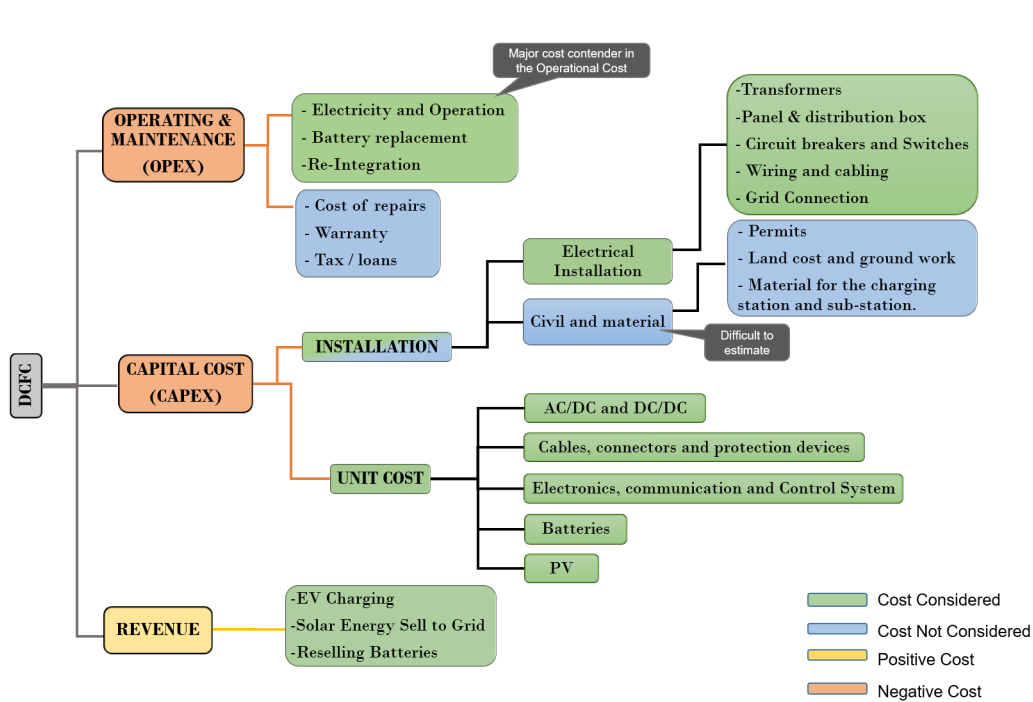 Major cost contender in
the Operational Cost
OPERATING &
MAINTENANCE
(OPEX)
- Electricity and Operation
- Battery replacement
-Re-Integration
- Cost of repairs
- Warranty
- Tax / loans
-Transformers
-Panel & distribution box
- Circuit breakers and Switches
- Wiring and cabling
- Grid Connection
Electrical
Installation
- Permits
- Land cost and ground work
- Material for the charging
station and sub-station.
Civil and material
Difficult to
estimate
INSTALLATION
DCFC
CAPITAL COST
(CAPEX)
UNIT COST
AC/DC and DC/DC
Cables, connectors and protection devices
Electronics, communication and Control System
Batteries
PV
REVENUE
-EV Charging
-Solar Energy Sell to Grid
-Reselling Batteries
Cost Considered
Cost Not Considered
Positive Cost
Negative Cost